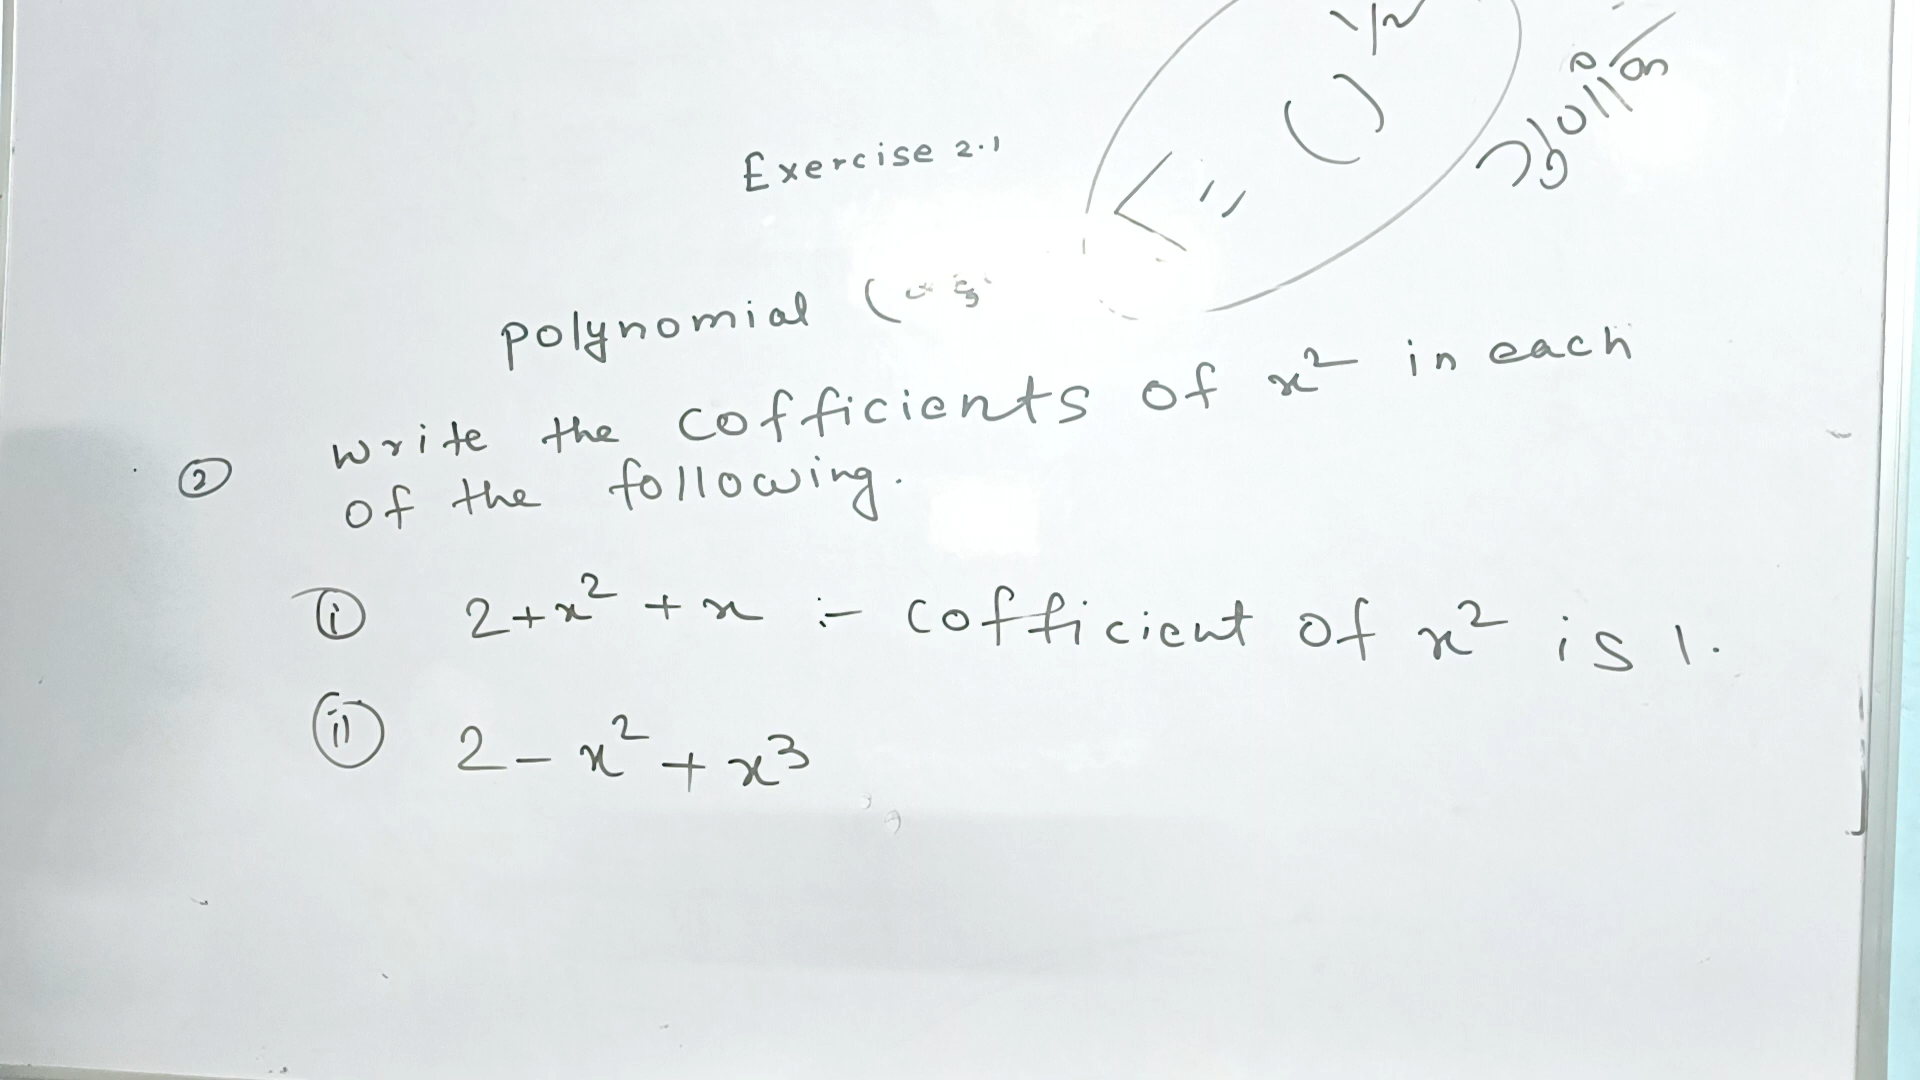 Exercise 2.1
polynomial (
② write the cofficients of x² in each
of the following.
ⓘ 2+x² + x :- cofficient of x² is 1.
ⓘⓘ 2 - x² + x³